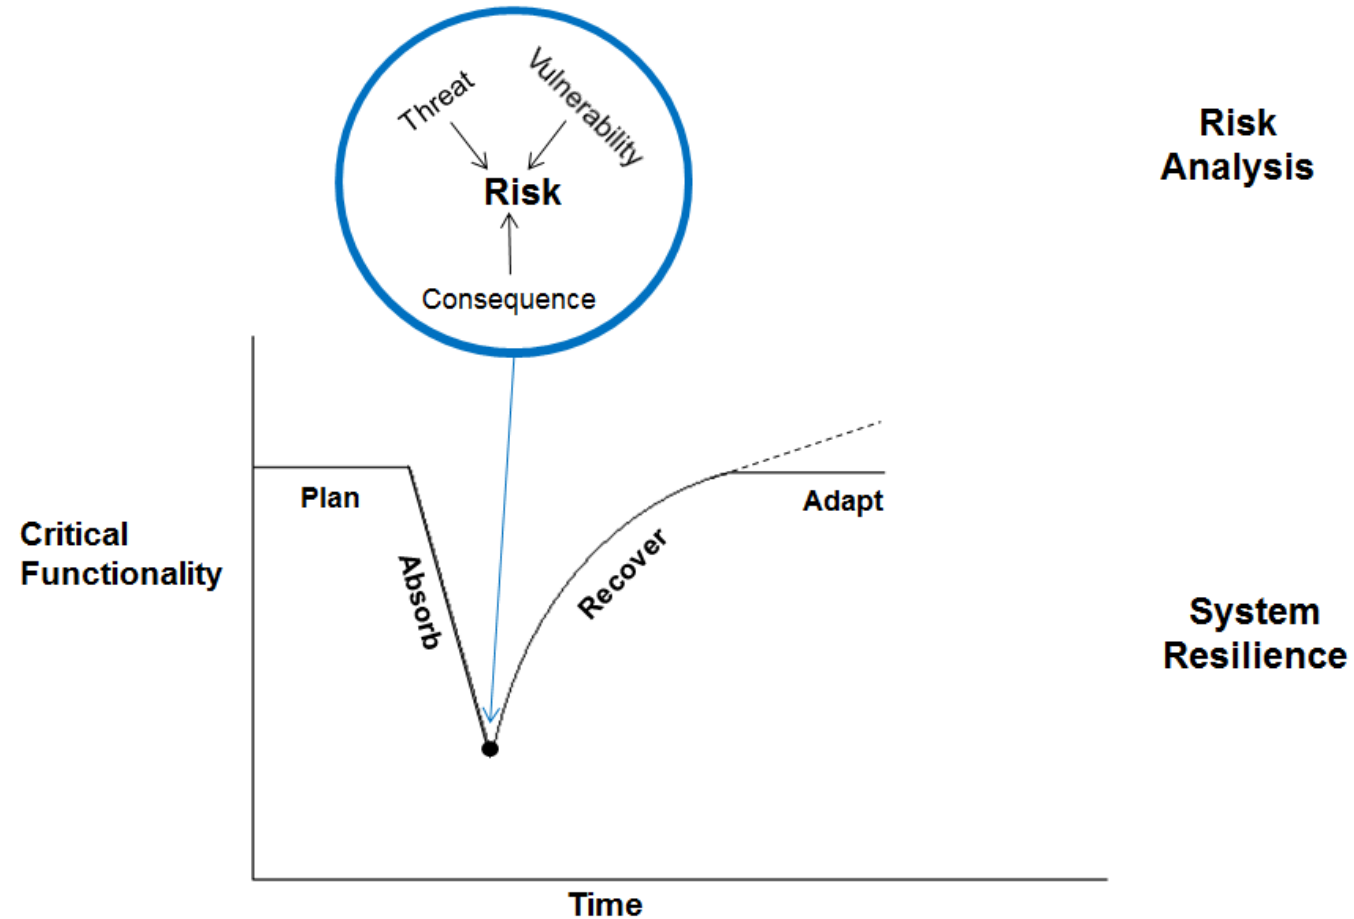 Threat
Vulnerability
Risk
Consequence
Risk
Analysis
Plan
Absorb
Recover
Adapt
Critical
Functionality
System
Resilience
Time